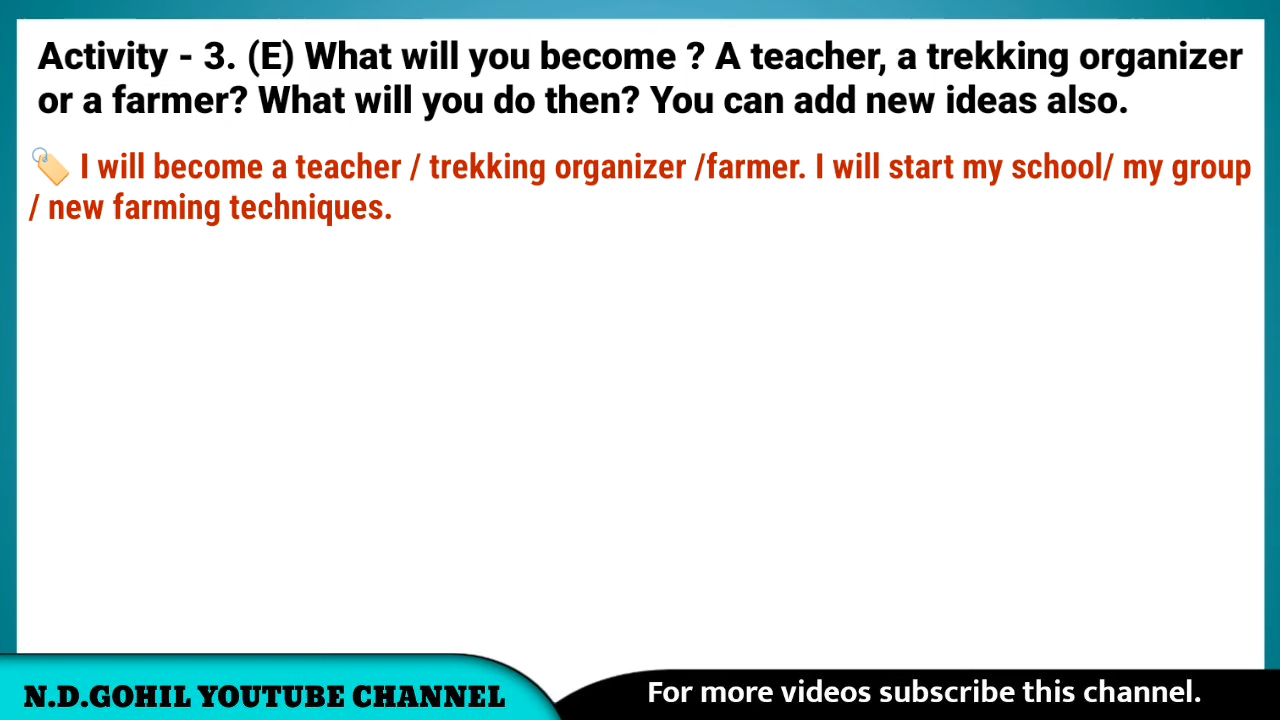 Activity - 3. (E) What will you become ? A teacher, a trekking organizer
or a farmer? What will you do then? You can add new ideas also.
I will become a teacher / trekking organizer /farmer. I will start my school/ my group
/ new farming techniques.
N.D.GOHIL YOUTUBE CHANNEL
For more videos subscribe this channel.